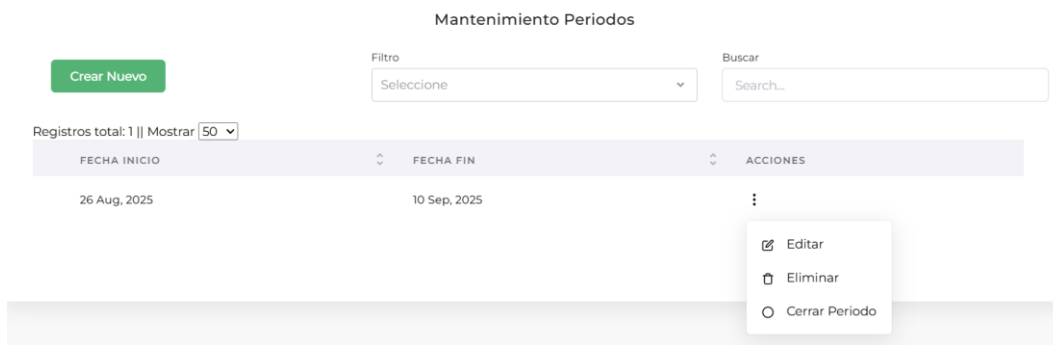 Mantenimiento Periodos
Crear Nuevo
Filtro
Seleccione
Buscar
Search...
Registros total: 1 || Mostrar 50
FECHA INICIO FECHA FIN ACCIONES
26 Aug, 2025 10 Sep, 2025
Editar
Eliminar
Cerrar Periodo